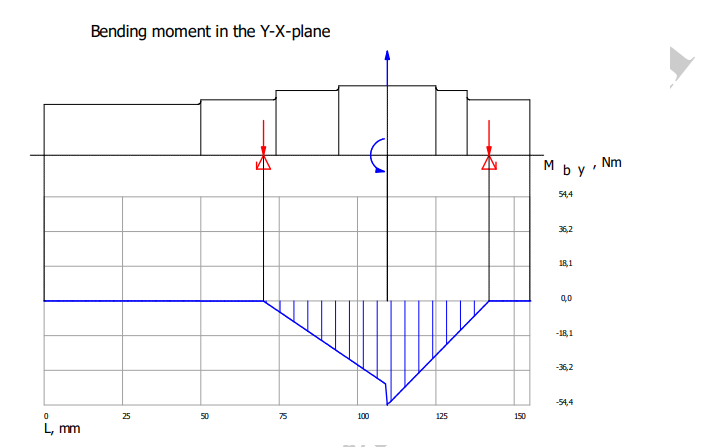 Bending moment in the Y-X-plane
M b y , Nm
54,4
36,2
18,1
0,0
-18,1
-36,2
-54,4
0 25 50 75 100 125 150
L, mm